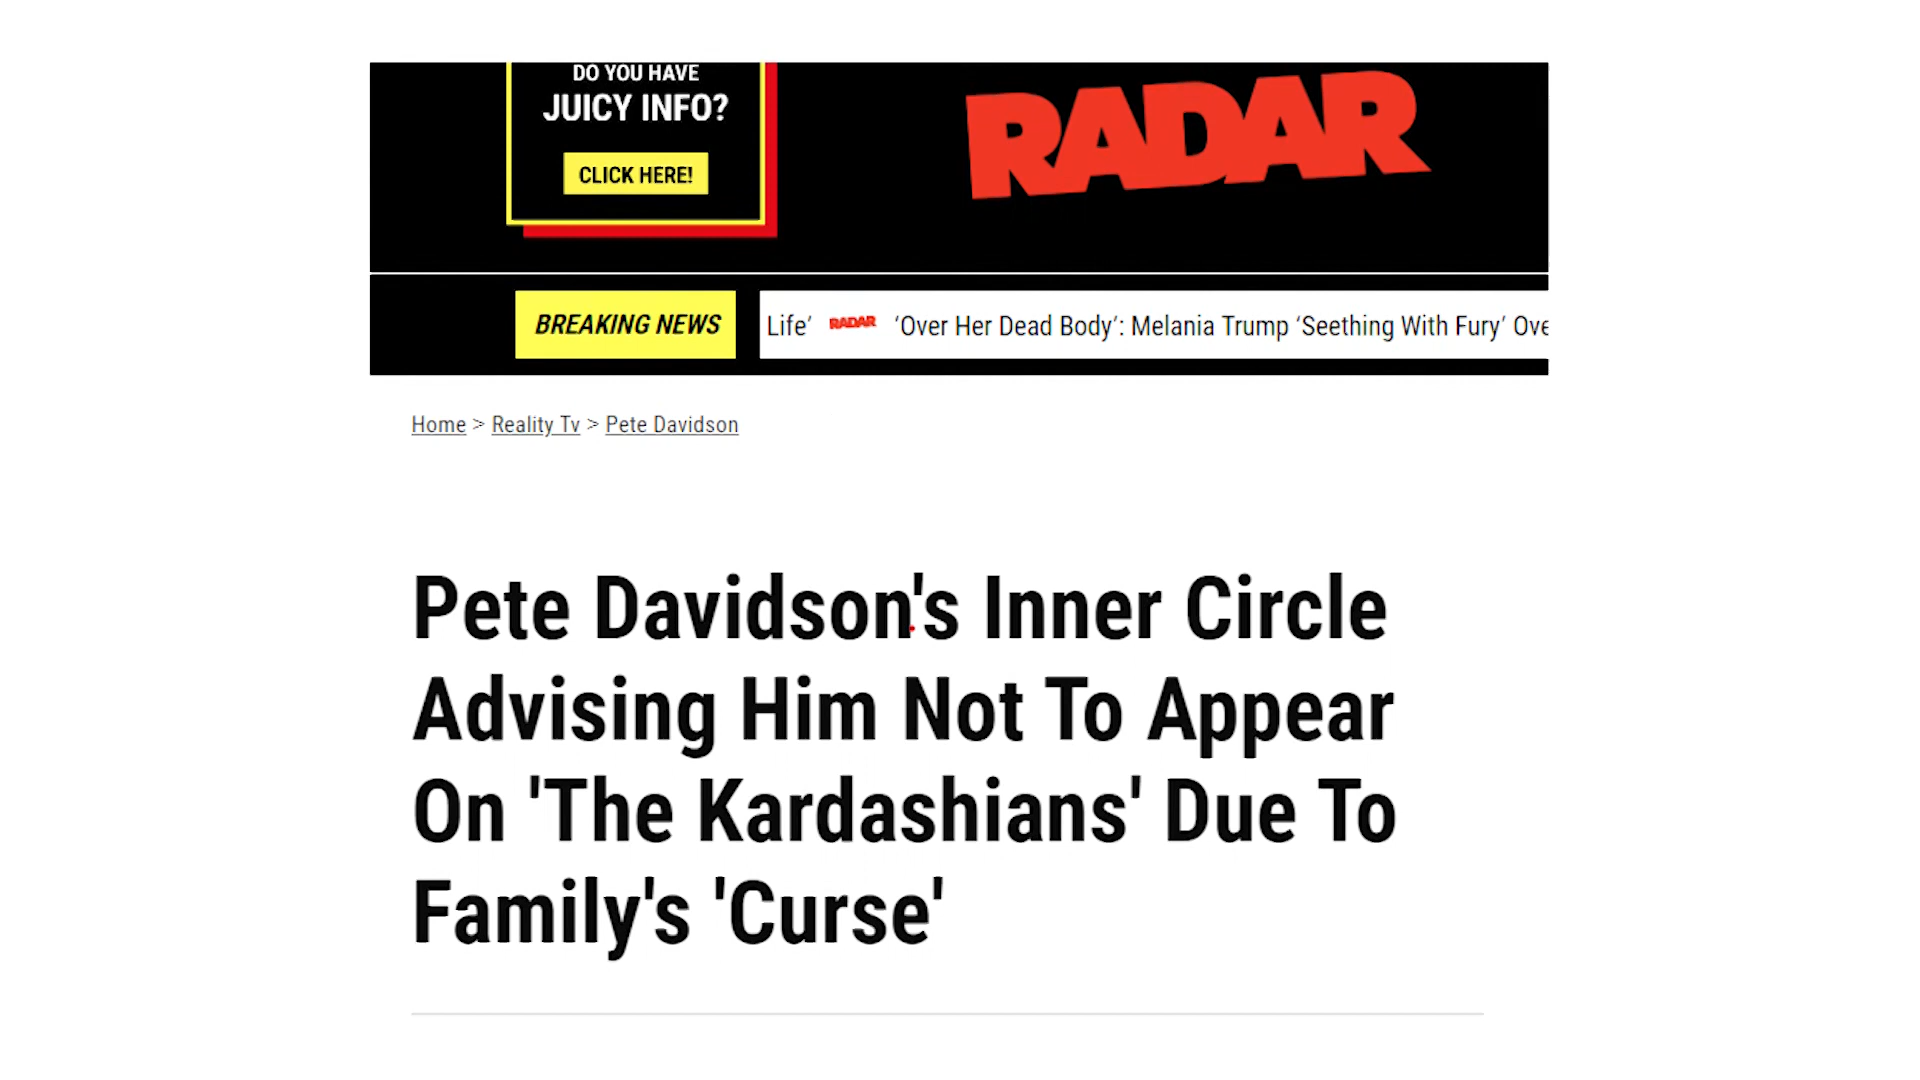 DO YOU HAVE
JUICY INFO?
CLICK HERE!
RADAR
BREAKING NEWS
Life’ RADAR ‘Over Her Dead Body’: Melania Trump ‘Seething With Fury’ Ove
Home > Reality Tv > Pete Davidson
Pete Davidson's Inner Circle
Advising Him Not To Appear
On 'The Kardashians' Due To
Family's 'Curse'